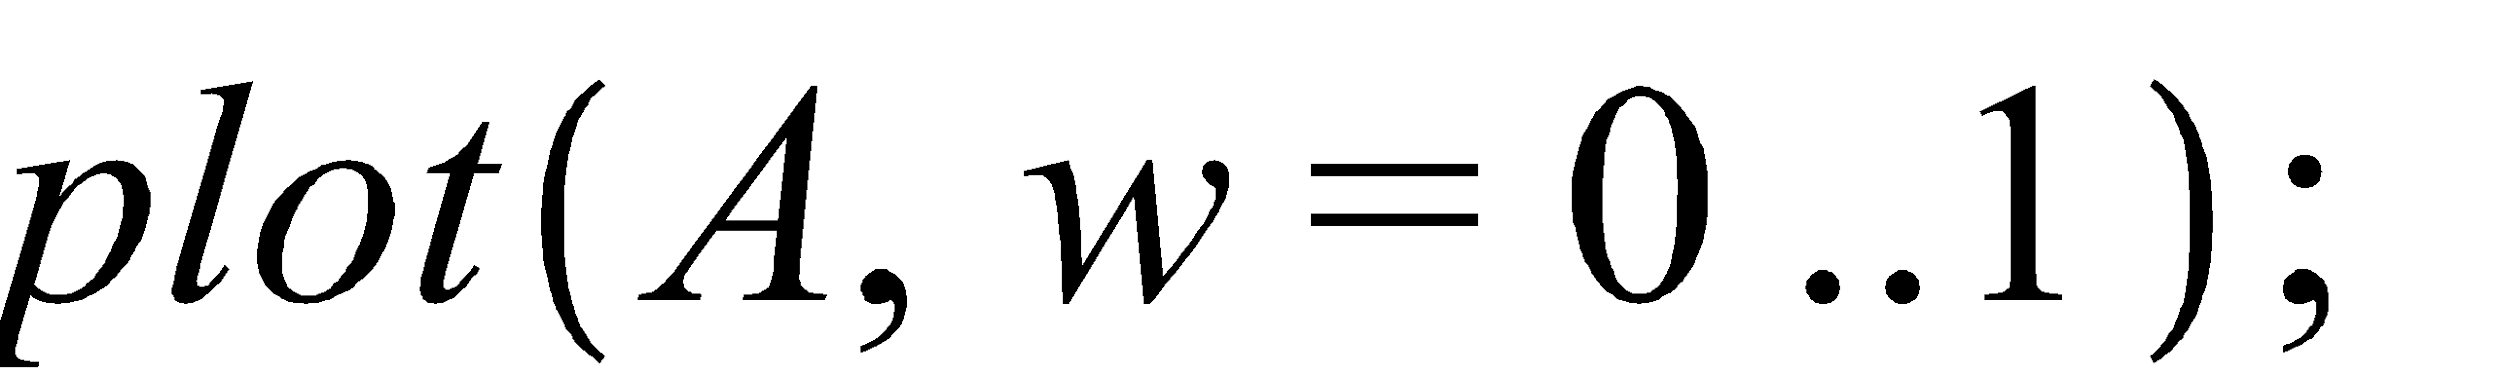 plot(A, w = 0 ..1);